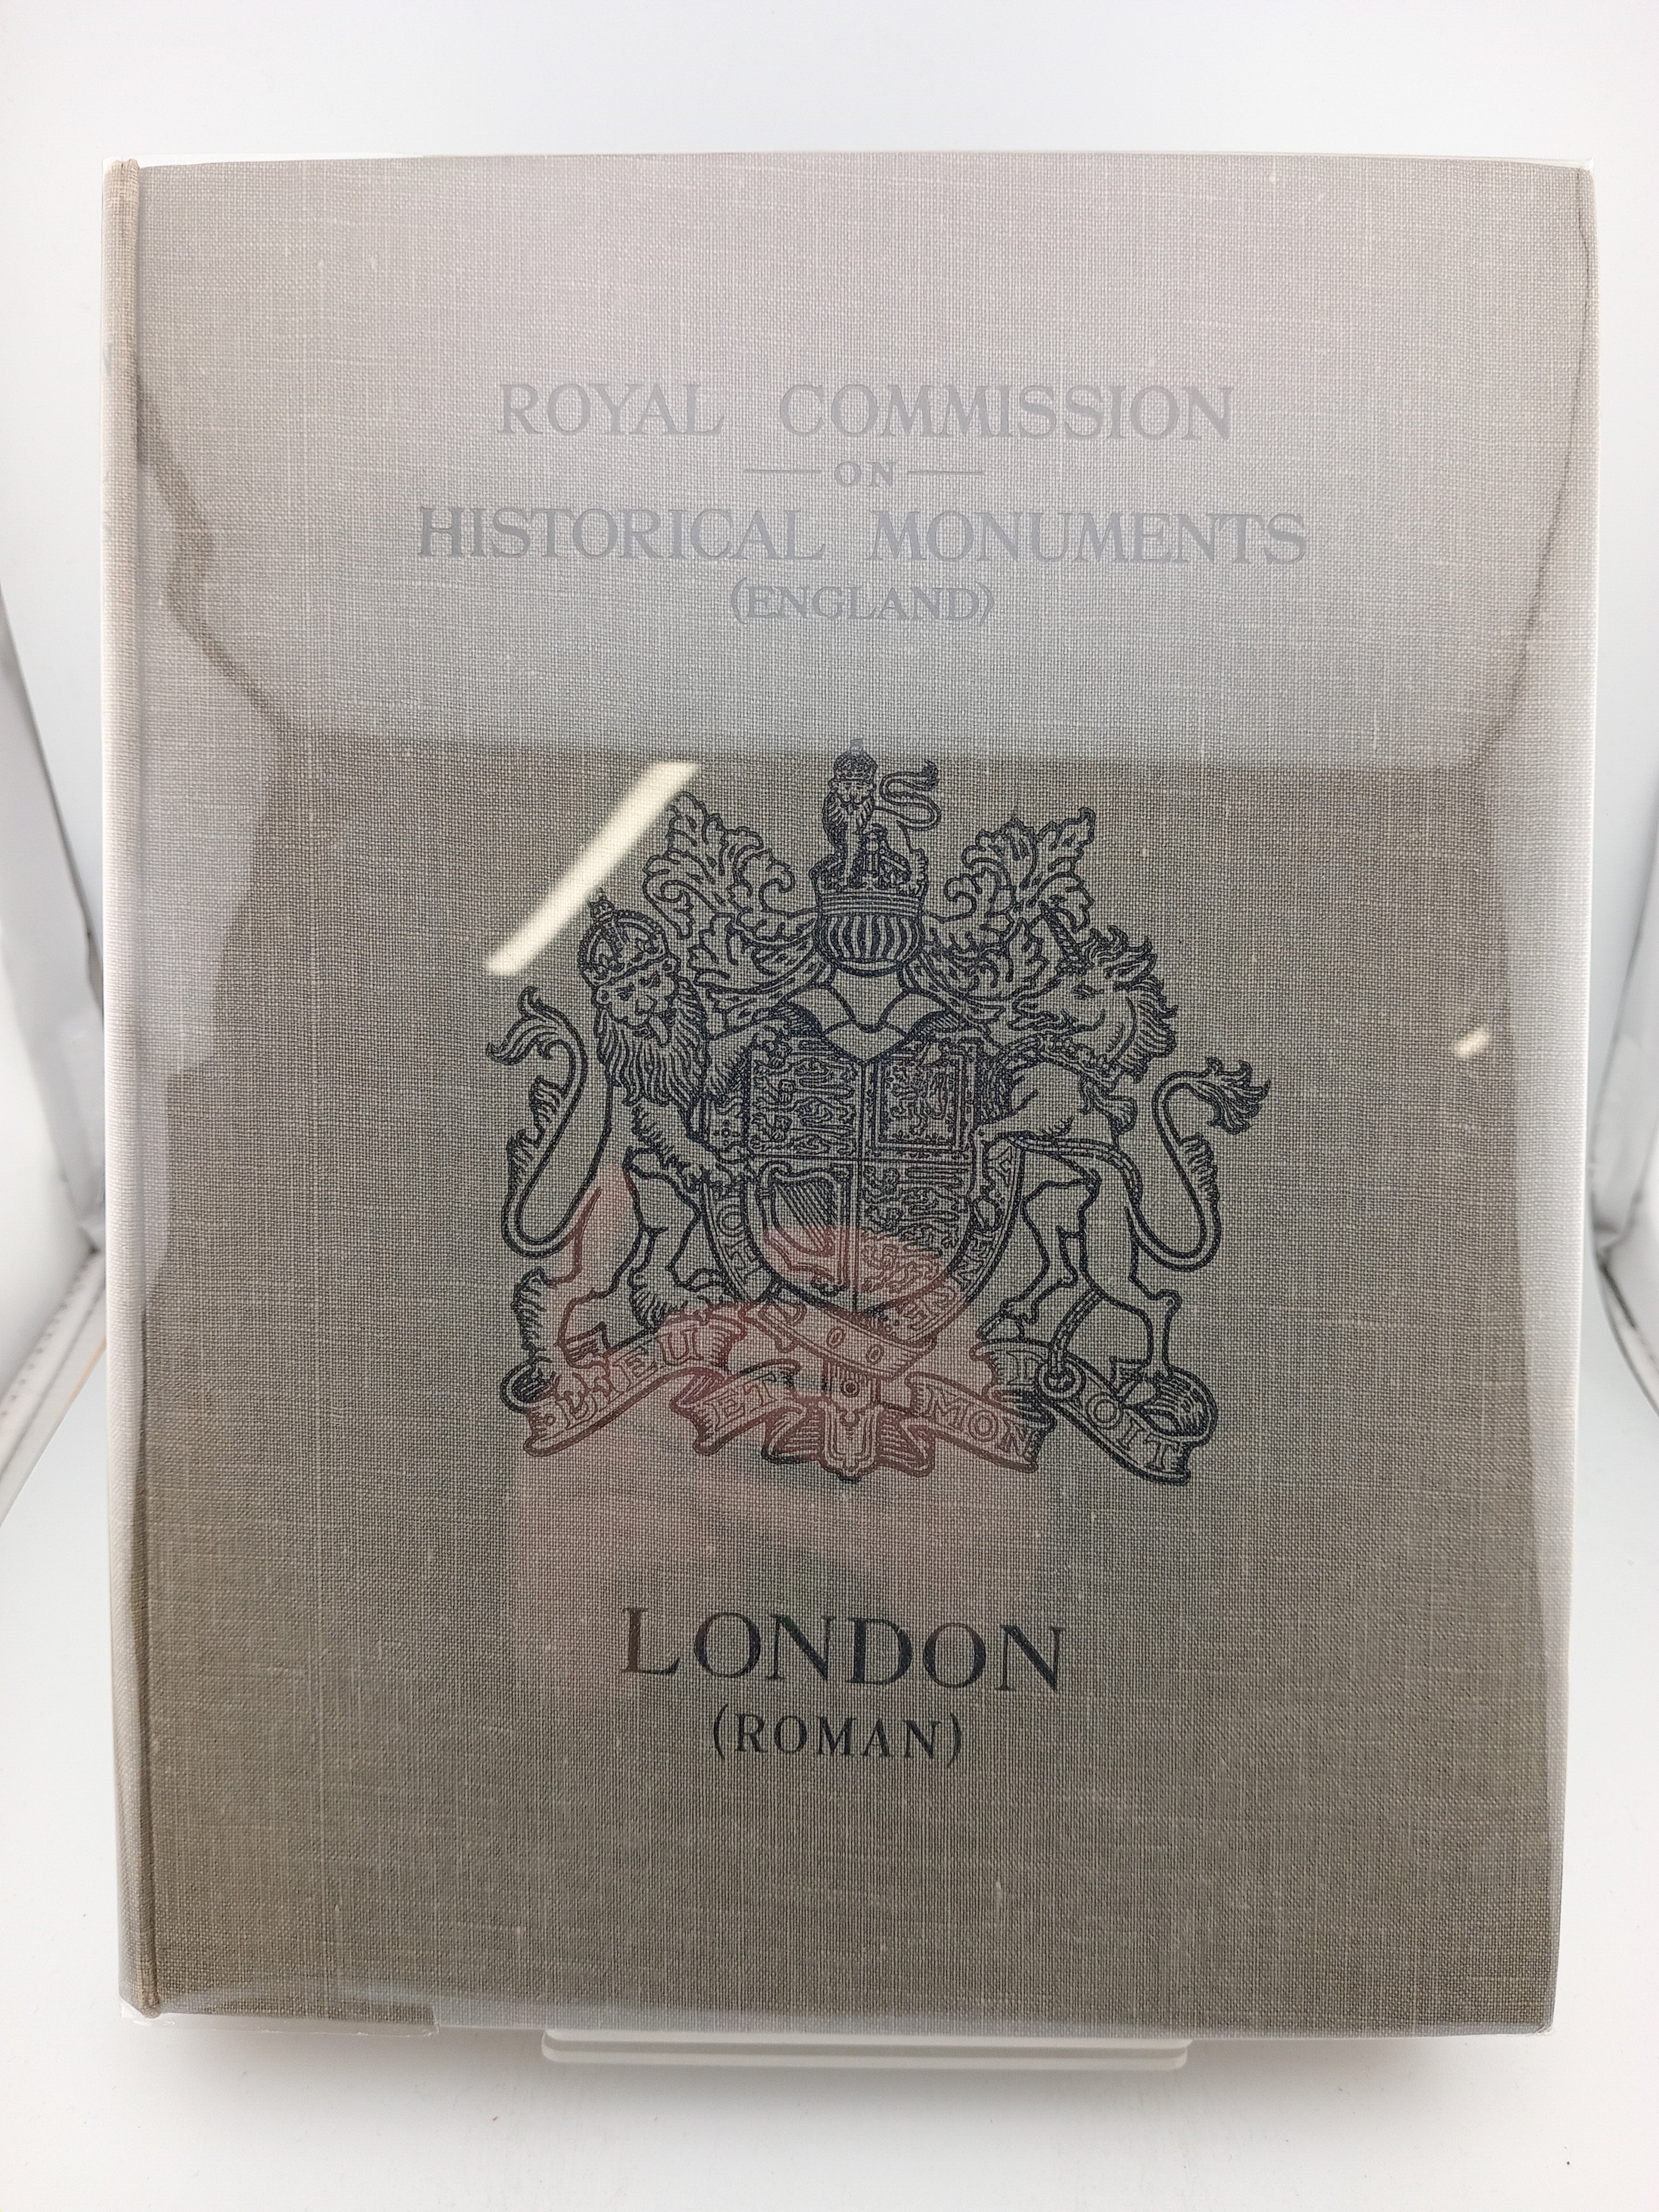 ROYAL COMMISSION
ON
HISTORICAL MONUMENTS
(ENGLAND)
DIEU ET MON DROIT
LONDON
(ROMAN)